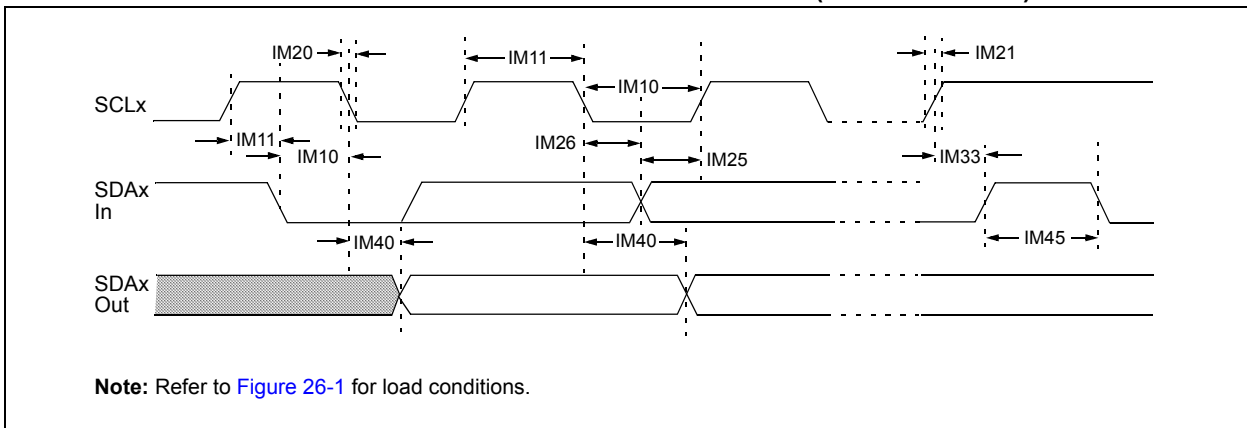 IM20
IM11
IM21
IM10
SCLx
IM11
IM26
IM10
IM25
IM33
SDAx
In
IM40
IM40
IM45
SDAx
Out
Note: Refer to Figure 26-1 for load conditions.